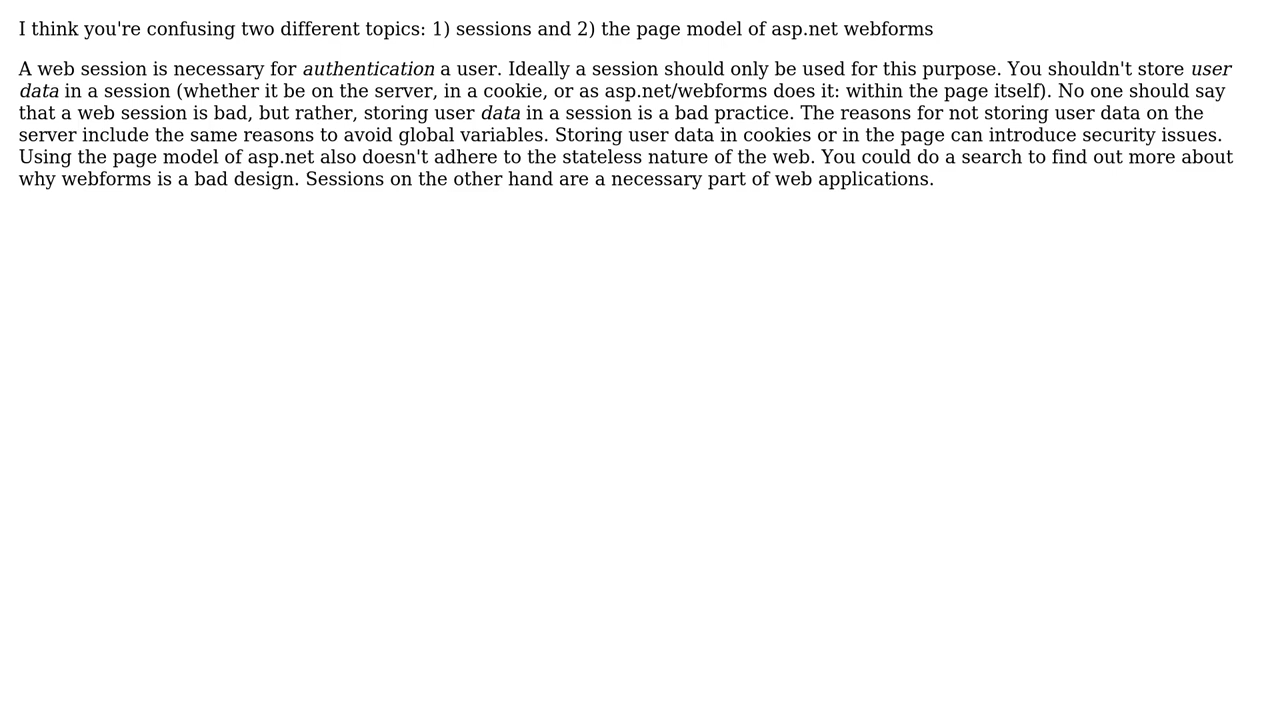 I think you're confusing two different topics: 1) sessions and 2) the page model of asp.net webforms
A web session is necessary for authentication a user. Ideally a session should only be used for this purpose. You shouldn't store user
data in a session (whether it be on the server, in a cookie, or as asp.net/webforms does it: within the page itself). No one should say
that a web session is bad, but rather, storing user data in a session is a bad practice. The reasons for not storing user data on the
server include the same reasons to avoid global variables. Storing user data in cookies or in the page can introduce security issues.
Using the page model of asp.net also doesn't adhere to the stateless nature of the web. You could do a search to find out more about
why webforms is a bad design. Sessions on the other hand are a necessary part of web applications.